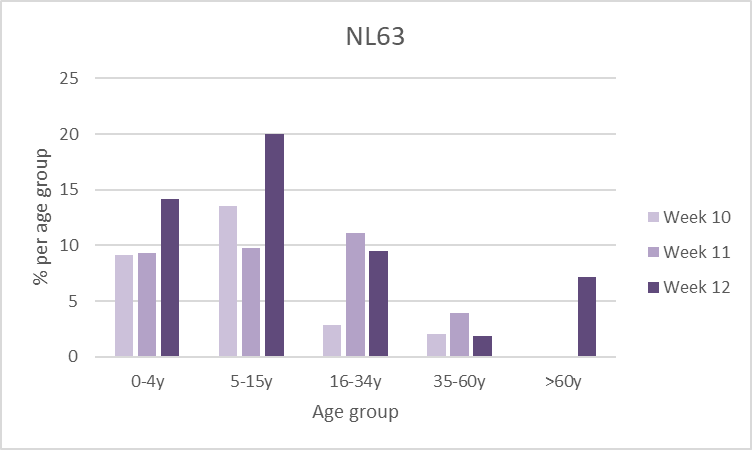 NL63
25
20
15
10
5
0
% per age group
0-4y
5-15y
16-34y
35-60y
>60y
Age group
Week 10
Week 11
Week 12